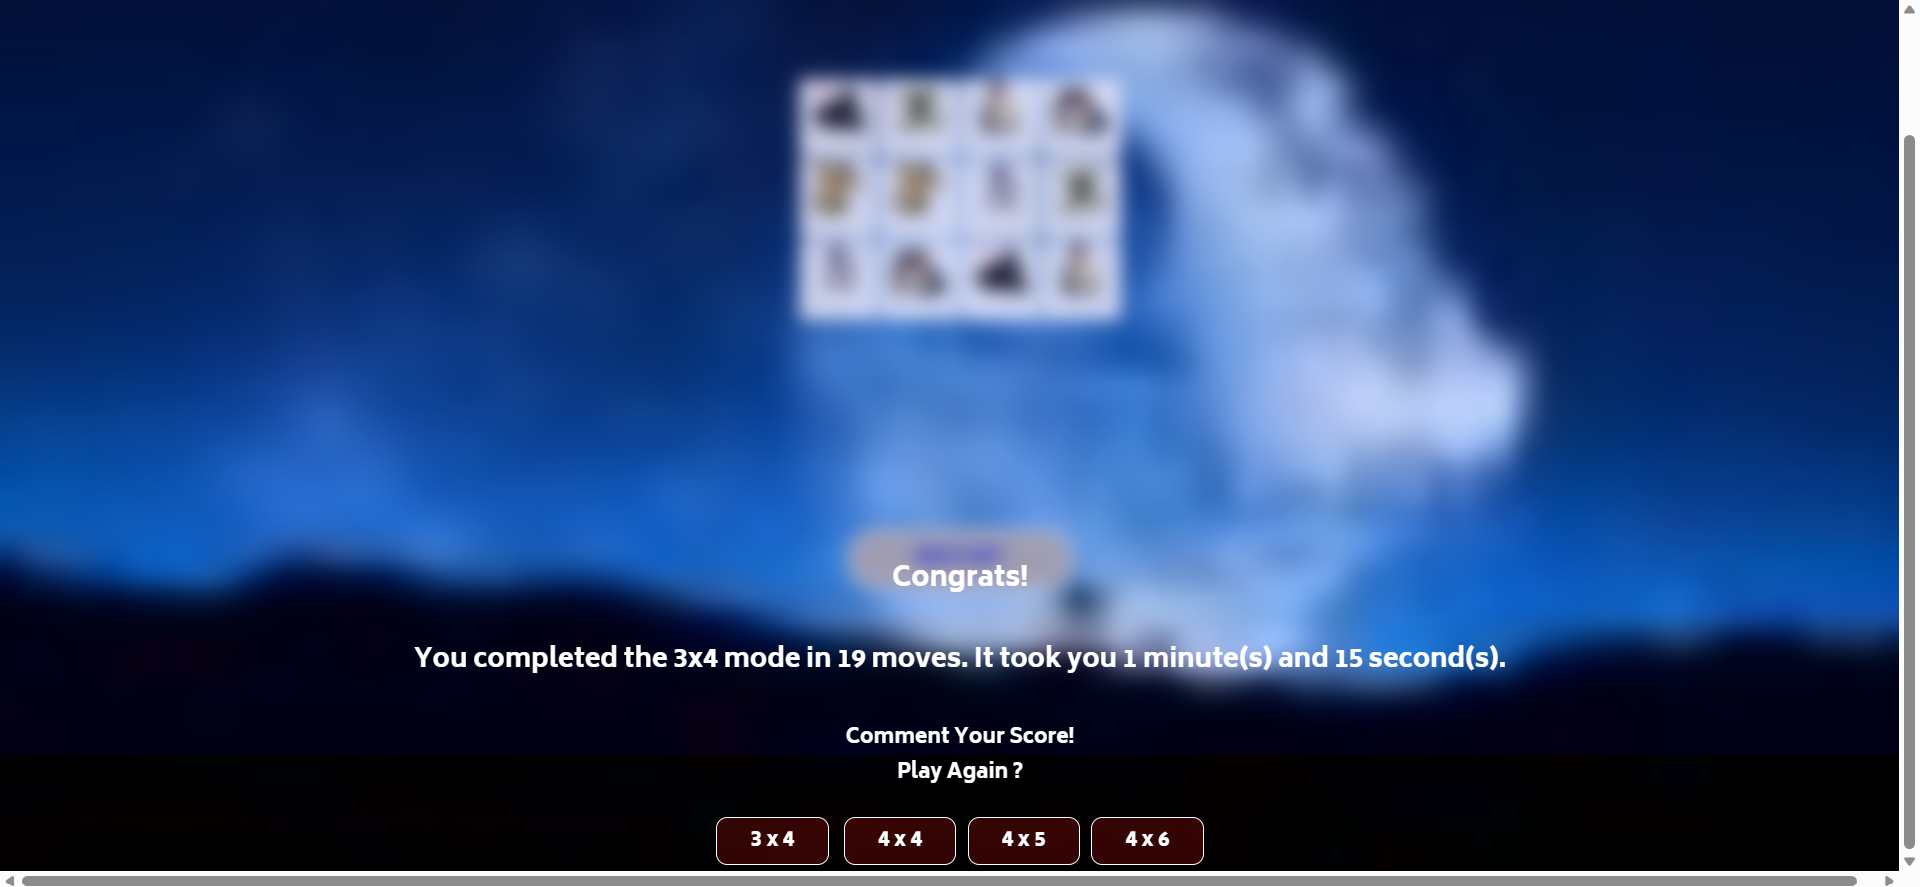 Congrats!
You completed the 3x4 mode in 19 moves. It took you 1 minute(s) and 15 second(s).
Comment Your Score!
Play Again ?
3 x 4
4 x 4
4 x 5
4 x 6